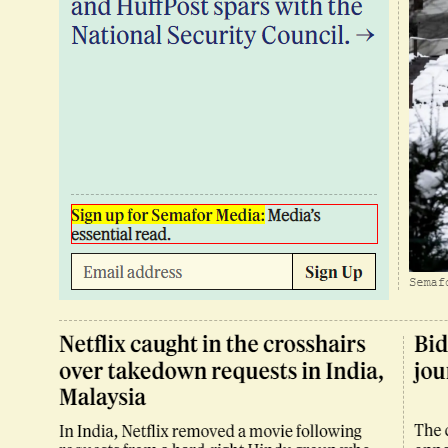 and HuffPost spars with the
National Security Council. →
Sign up for Semafor Media: Media's
essential read.
Email address
Sign Up
Semafo
Netflix caught in the crosshairs
over takedown requests in India,
Malaysia
In India, Netflix removed a movie following
Bid
jou
The